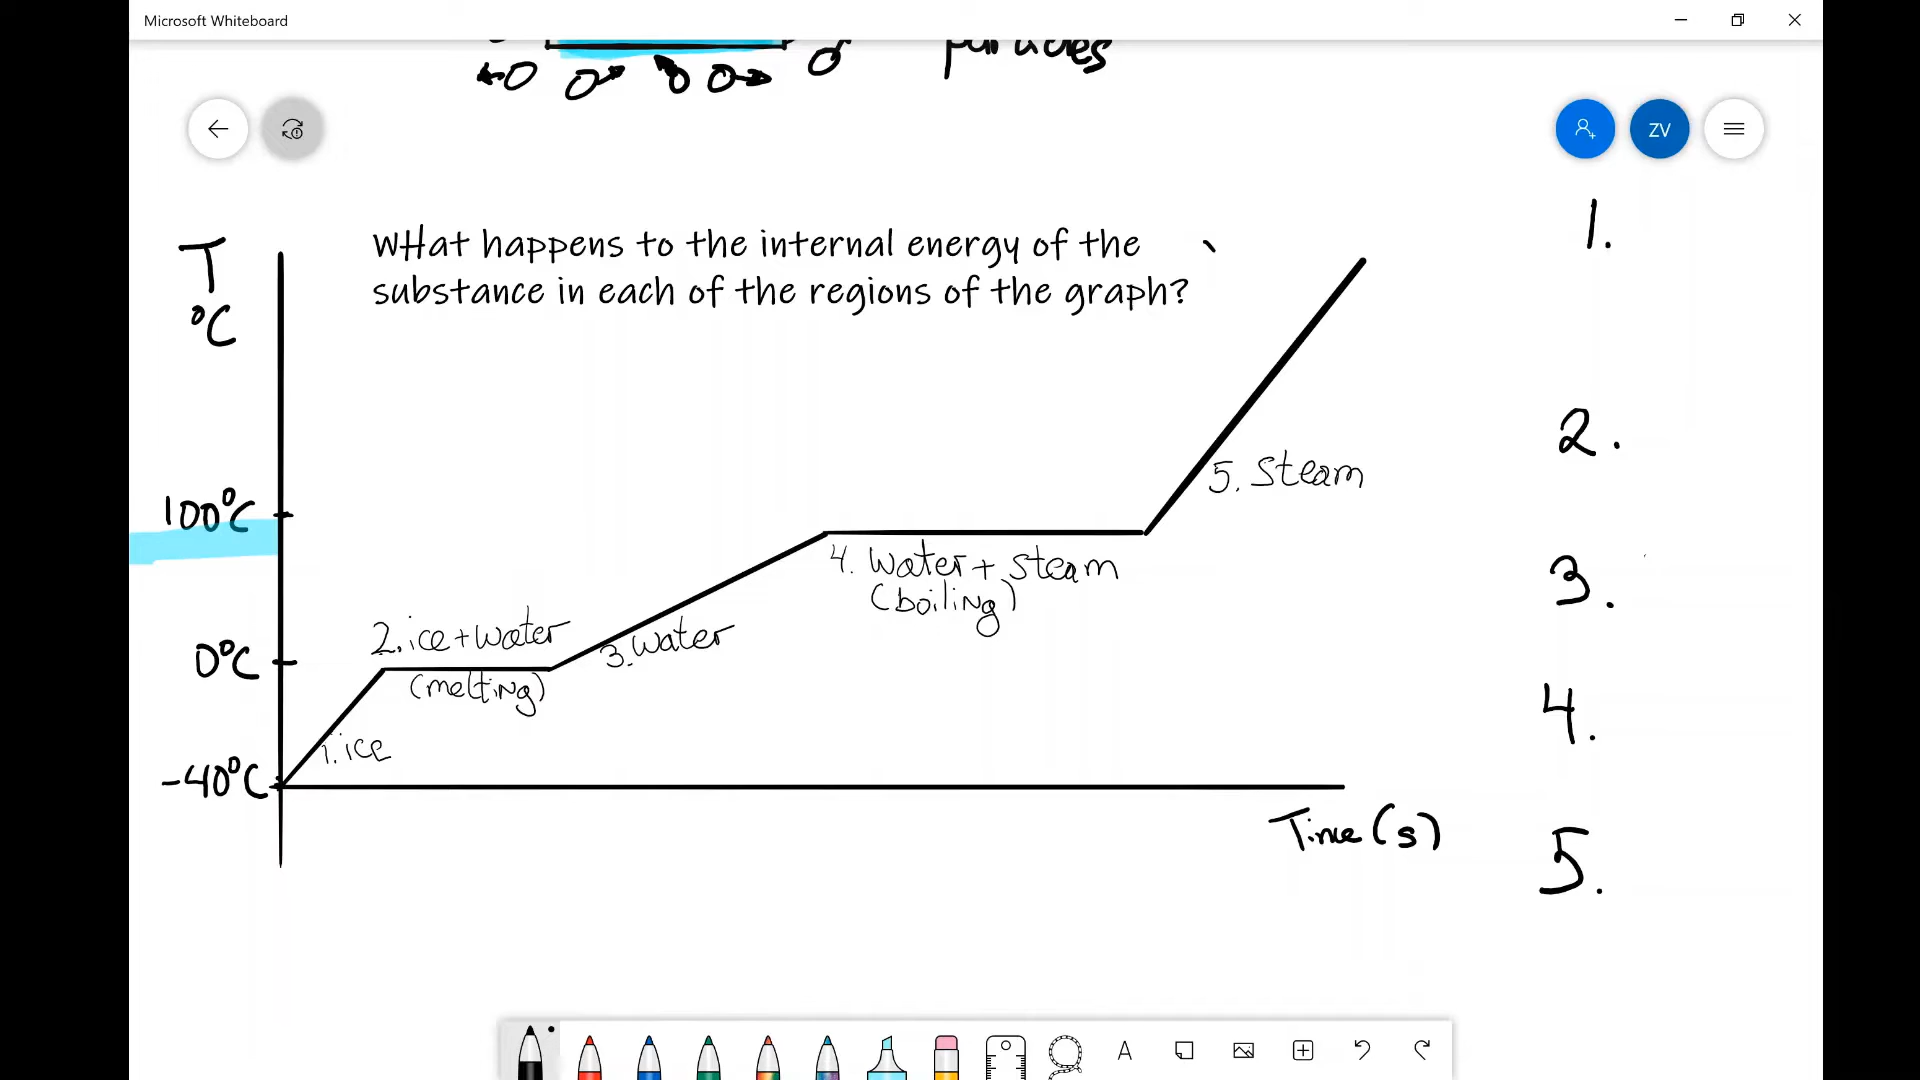 Microsoft Whiteboard
particles
ZV
WHat happens to the internal energy of the
substance in each of the regions of the graph?
T
°C
100°C
0°C
-40°C
1. ice
2. ice + water
(melting)
3. water
4. water + steam
(boiling)
5. steam
Time (s)
1.
2.
3.
4.
5.
A